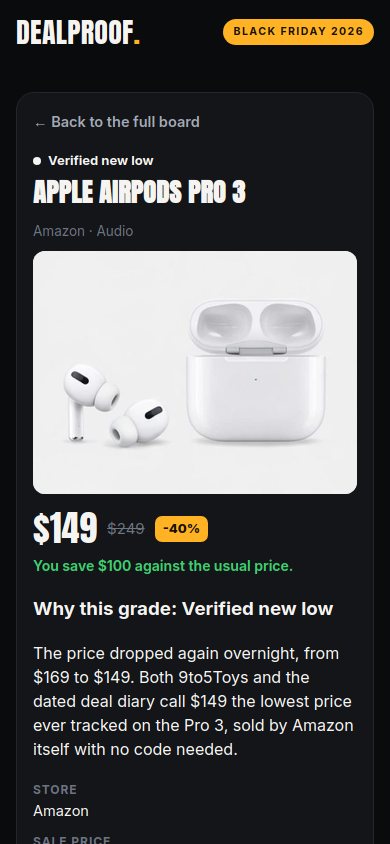 DEALPROOF.
BLACK FRIDAY 2026
← Back to the full board
Verified new low
APPLE AIRPODS PRO 3
Amazon · Audio
$149 $249 -40%
You save $100 against the usual price.
Why this grade: Verified new low
The price dropped again overnight, from
$169 to $149. Both 9to5Toys and the
dated deal diary call $149 the lowest price
ever tracked on the Pro 3, sold by Amazon
itself with no code needed.
STORE
Amazon
SALE PRICE